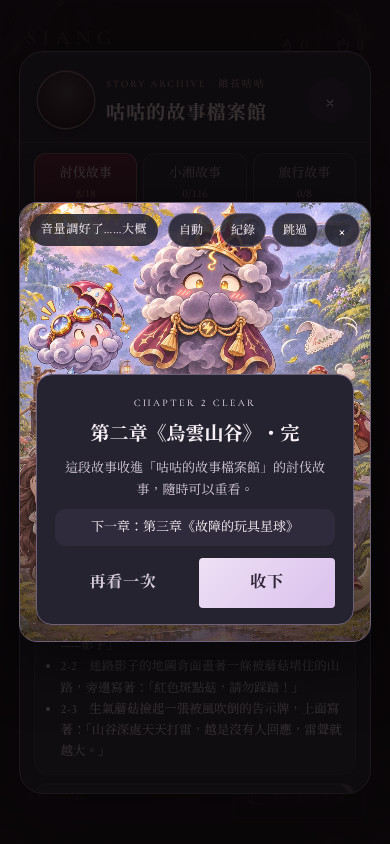 SIANG
STORY ARCHIVE · 館長咕咕
咕咕的故事檔案館
×
討伐故事
小湘故事
旅行故事
8/18
0/116
0/8
音量調好了……大概
自動
紀錄
跳過
×
CHAPTER 2 CLEAR
第二章《烏雲山谷》・完
這段故事收進「咕咕的故事檔案館」的討伐故
事，隨時可以重看。
下一章：第三章《故障的玩具星球》
再看一次
收下
——影子」
2-2 迷路影子的地圖背面畫著一條被蘑菇堵住的山
路，旁邊寫著：「紅色斑點菇，請勿踩踏！」
2-3 生氣蘑菇撿起一張被風吹倒的告示牌，上面寫
著：「山谷深處天天打雷，越是沒有人回應，雷聲就
越大。」